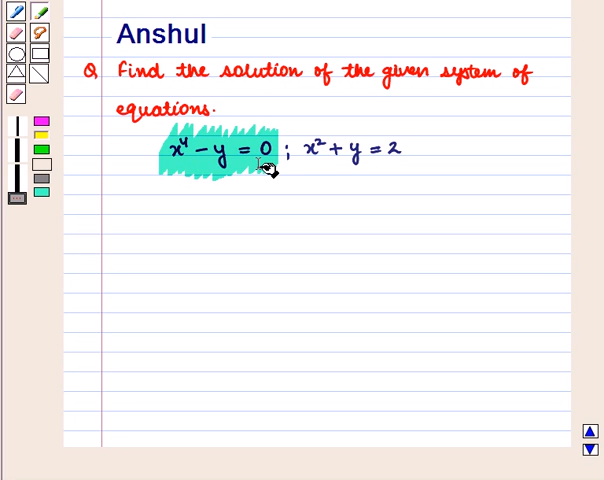 Anshul
Q Find the solution of the given system of
equations.
x⁴ - y = 0 ; x² + y = 2